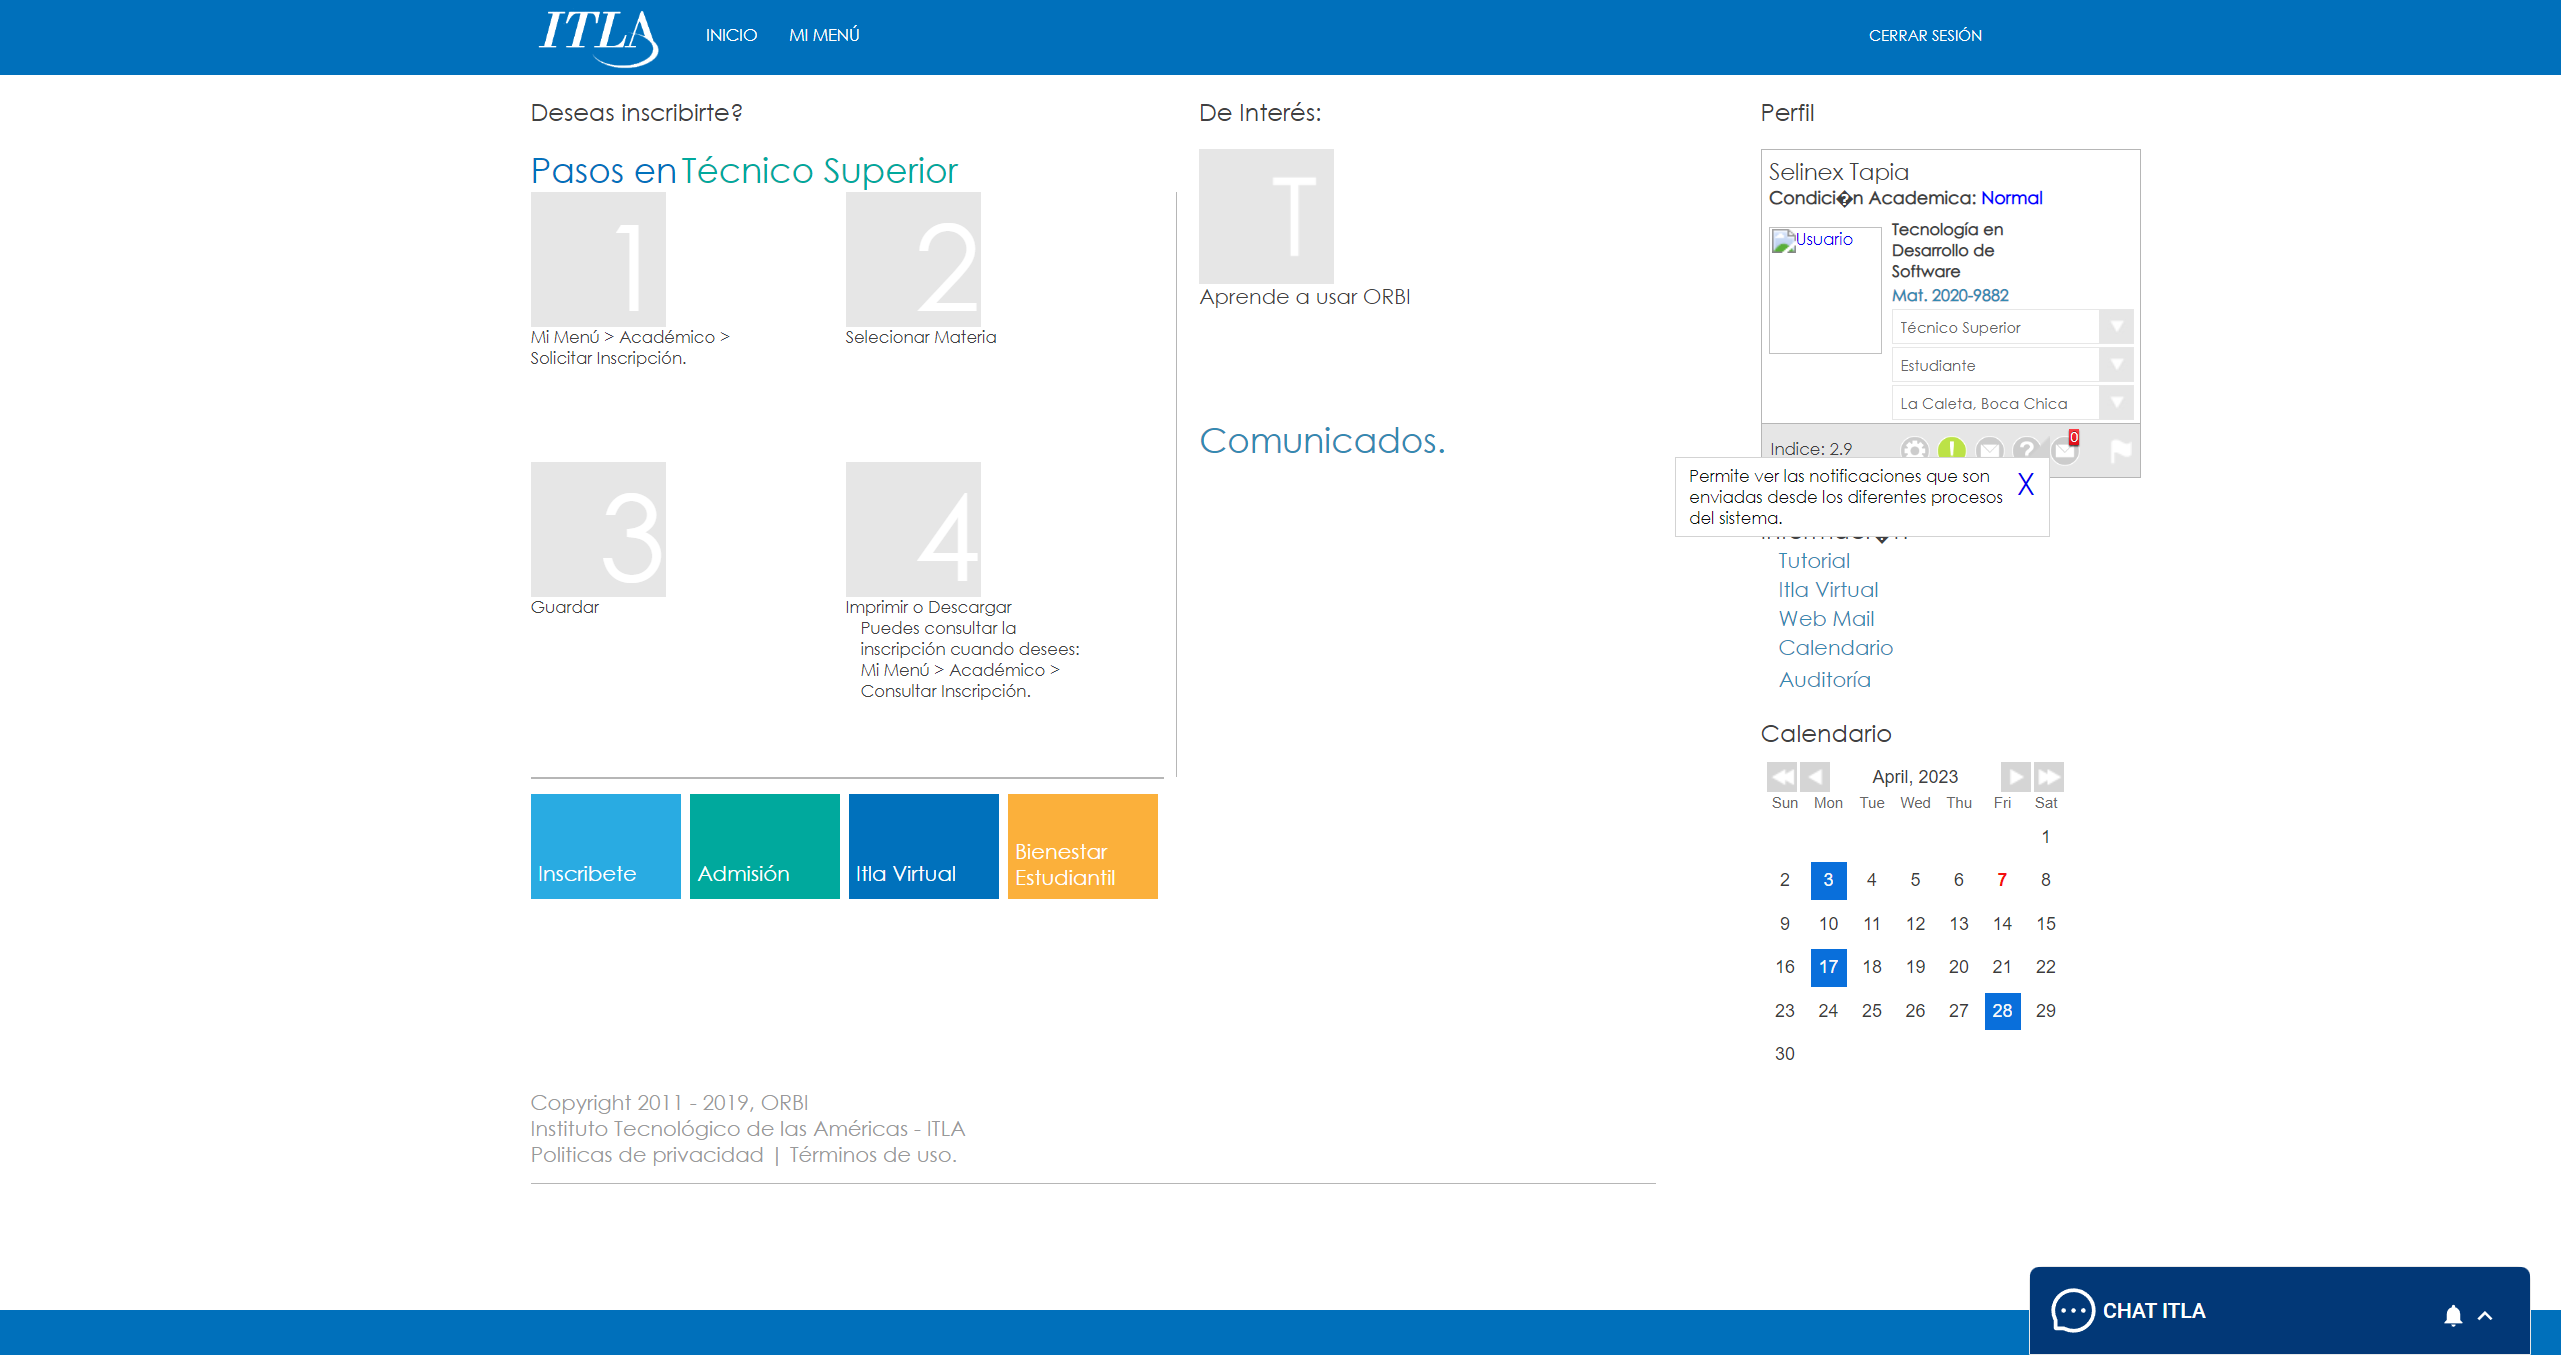 ITLA
INICIO
MI MENÚ
CERRAR SESIÓN
Deseas inscribirte?
Pasos en Técnico Superior
1
Mi Menú > Académico >
Solicitar Inscripción.
2
Selecionar Materia
3
Guardar
4
Imprimir o Descargar
Puedes consultar la
inscripción cuando desees:
Mi Menú > Académico >
Consultar Inscripción.
Inscribete
Admisión
Itla Virtual
Bienestar
Estudiantil
De Interés:
T
Aprende a usar ORBI
Comunicados.
Perfil
Selinex Tapia
Condici�n Academica: Normal
Usuario
Tecnología en
Desarrollo de
Software
Mat. 2020-9882
Técnico Superior
Estudiante
La Caleta, Boca Chica
Indice: 2.9
0
Permite ver las notificaciones que son
enviadas desde los diferentes procesos
del sistema.
X
Tutorial
Itla Virtual
Web Mail
Calendario
Auditoría
Calendario
April, 2023
Sun Mon Tue Wed Thu Fri Sat
1
2 3 4 5 6 7 8
9 10 11 12 13 14 15
16 17 18 19 20 21 22
23 24 25 26 27 28 29
30
Copyright 2011 - 2019, ORBI
Instituto Tecnológico de las Américas - ITLA
Politicas de privacidad | Términos de uso.
CHAT ITLA